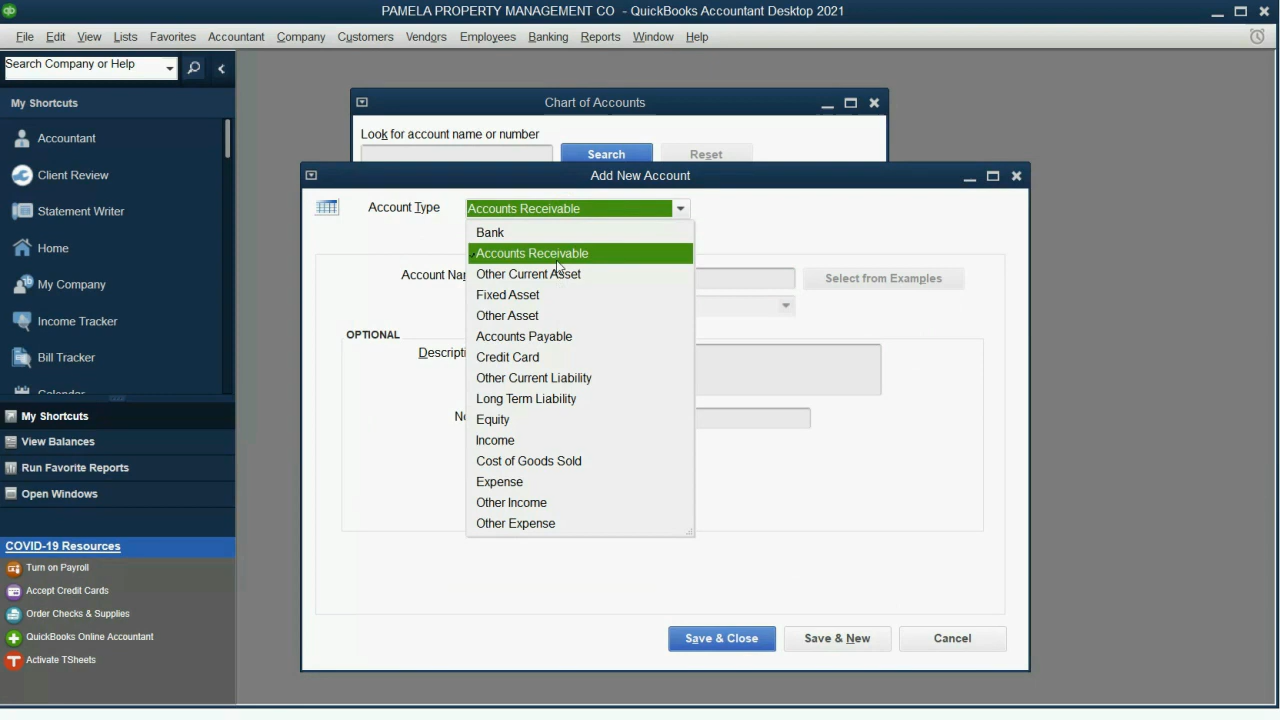 PAMELA PROPERTY MANAGEMENT CO - QuickBooks Accountant Desktop 2021
File Edit View Lists Favorites Accountant Company Customers Vendors Employees Banking Reports Window Help
Search Company or Help
My Shortcuts
Accountant
Client Review
Statement Writer
Home
My Company
Income Tracker
Bill Tracker
Calendar
My Shortcuts
View Balances
Run Favorite Reports
Open Windows
COVID-19 Resources
Turn on Payroll
Accept Credit Cards
Order Checks & Supplies
QuickBooks Online Accountant
Activate TSheets
Chart of Accounts
Look for account name or number
Search Reset
Add New Account
Account Type Accounts Receivable
Bank
Accounts Receivable
Other Current Asset
Fixed Asset
Other Asset
Accounts Payable
Credit Card
Other Current Liability
Long Term Liability
Equity
Income
Cost of Goods Sold
Expense
Other Income
Other Expense
Account Na
Select from Examples
OPTIONAL
Descripti
No
Save & Close Save & New Cancel